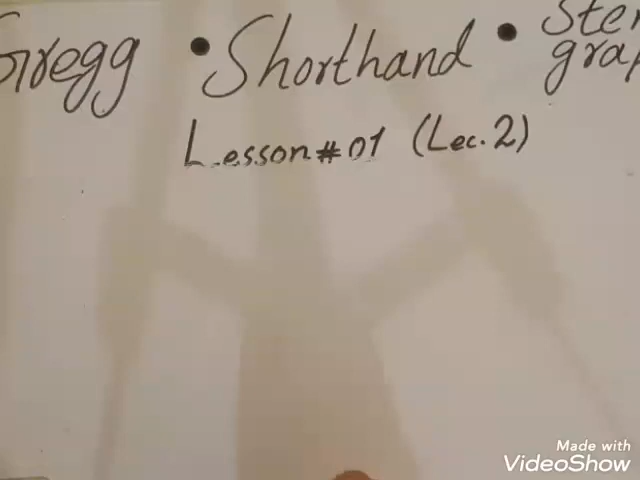 Gregg • Shorthand •
Lesson # 01 (Lec. 2)
Made with
VideoShow